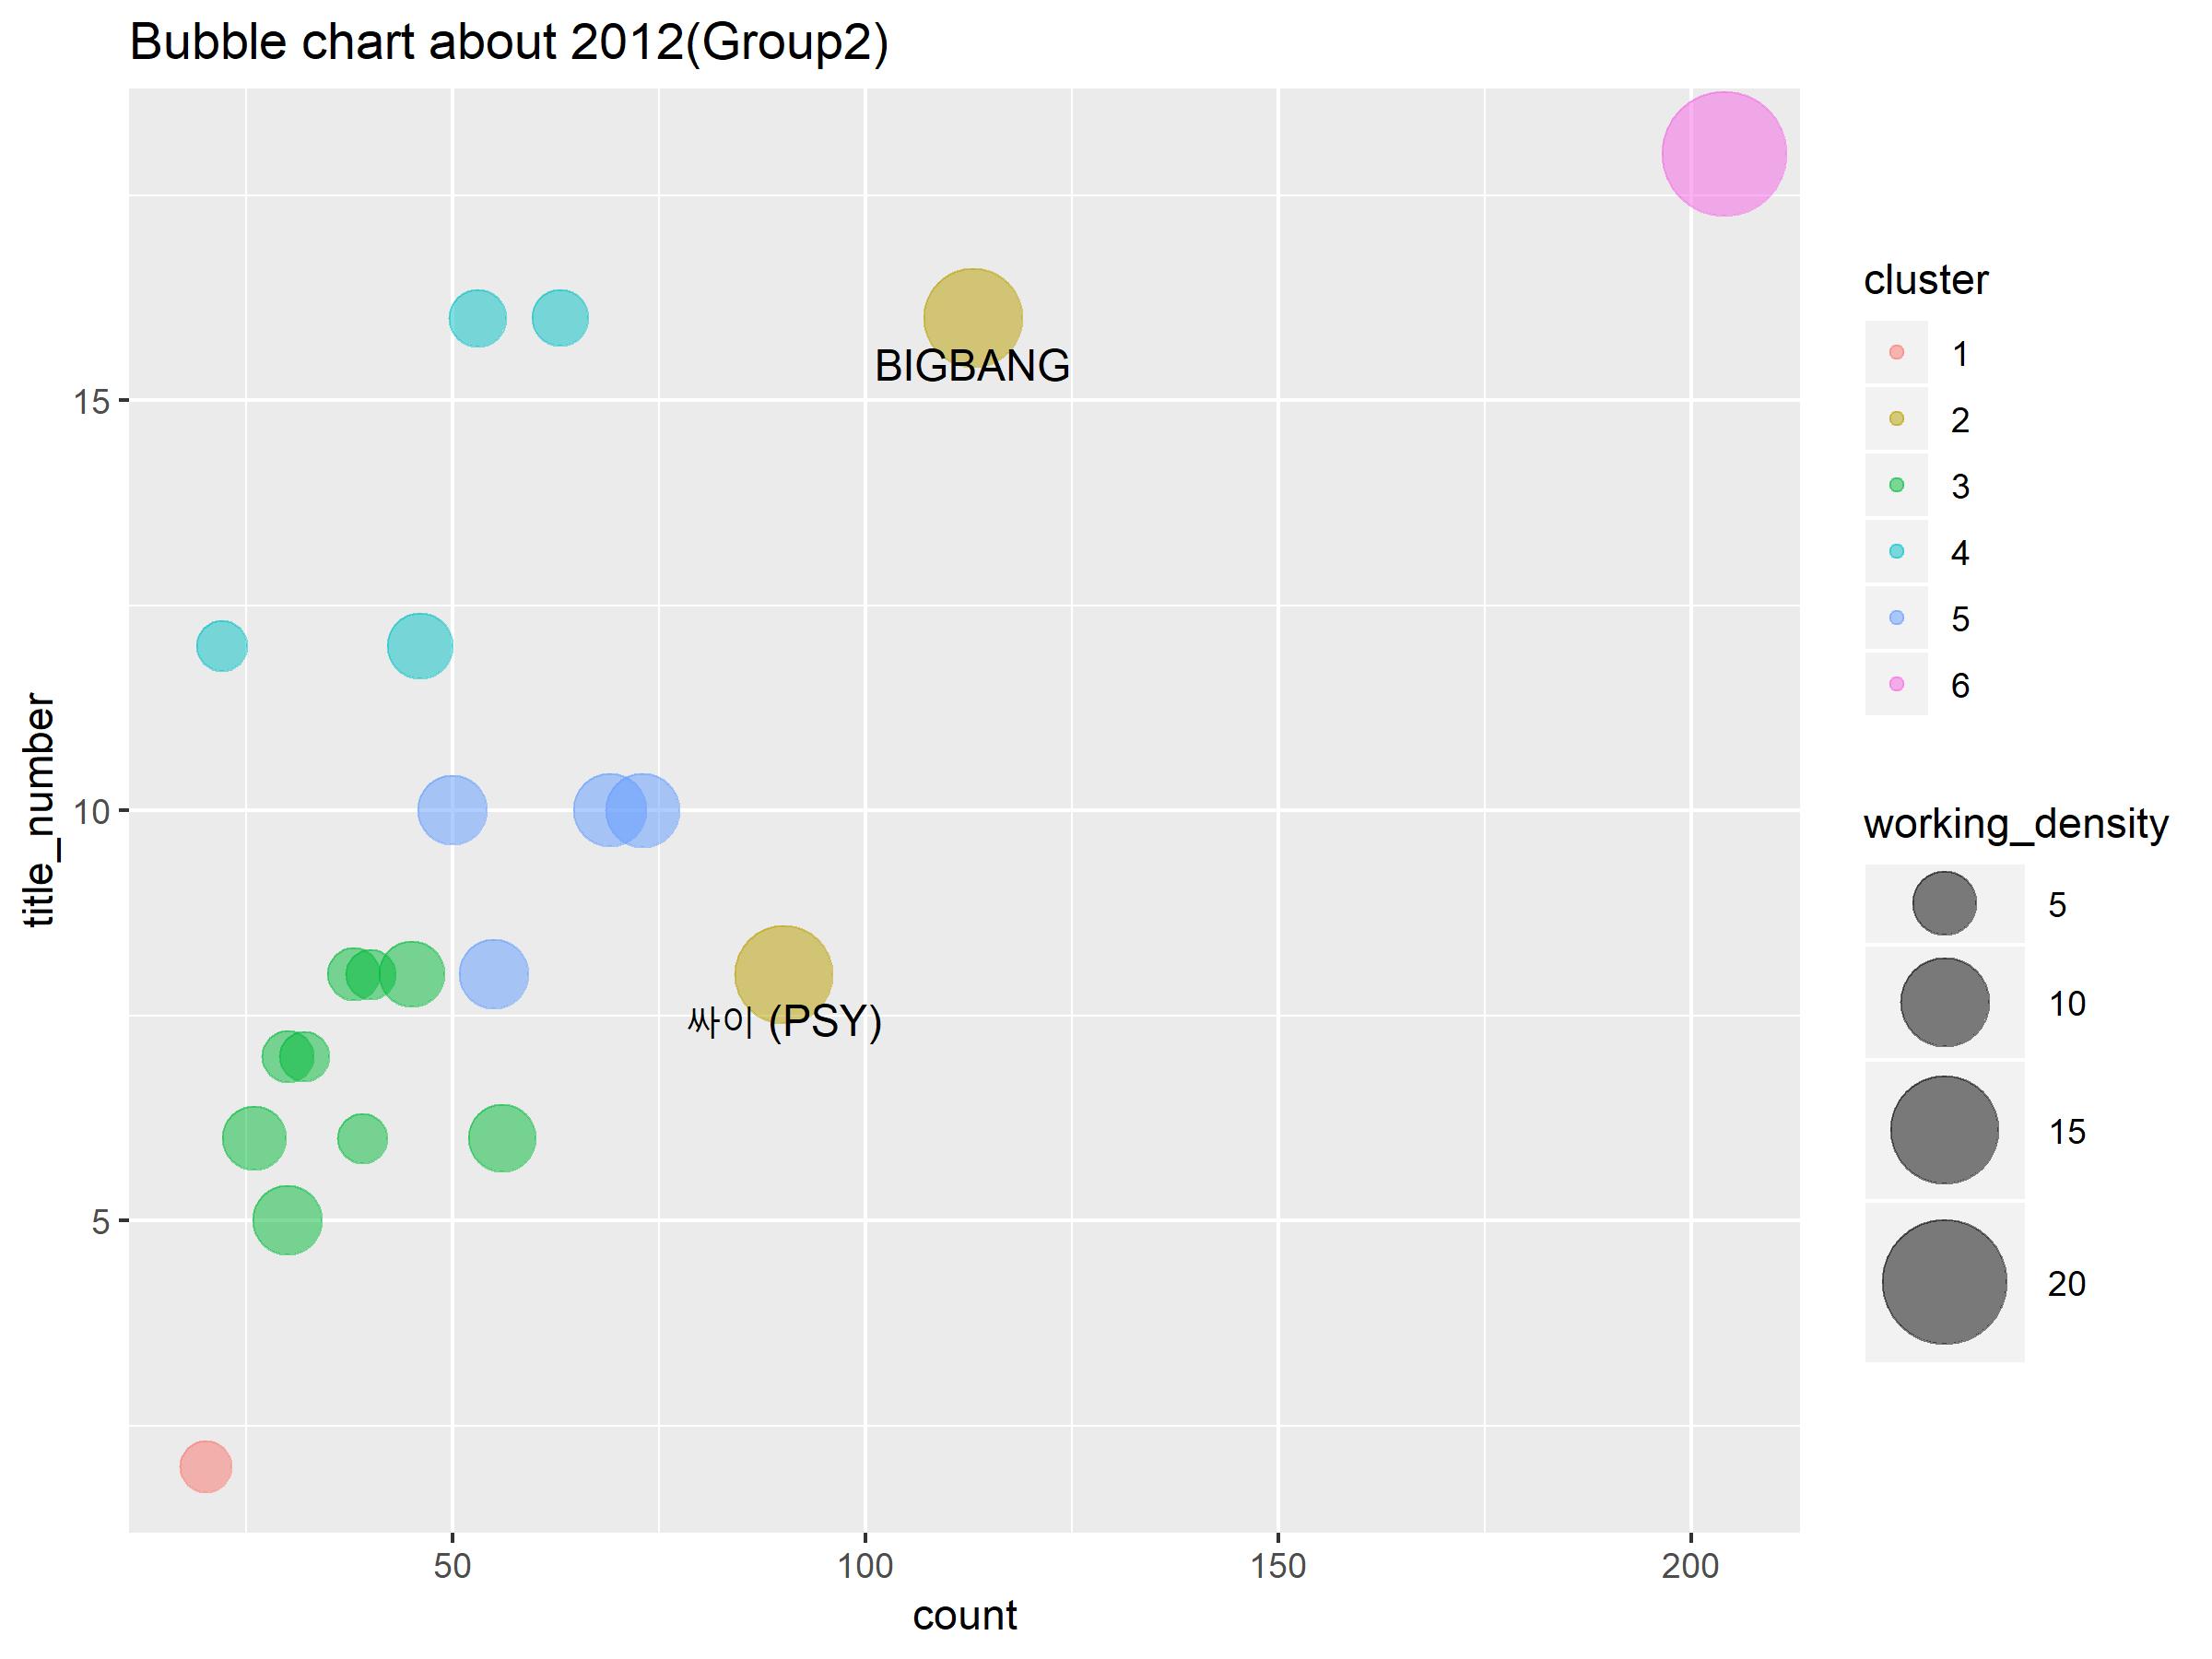 Bubble chart about 2012(Group2)
title_number
15
10
5
BIGBANG
싸이 (PSY)
50
100
150
200
count
cluster
1
2
3
4
5
6
working_density
5
10
15
20